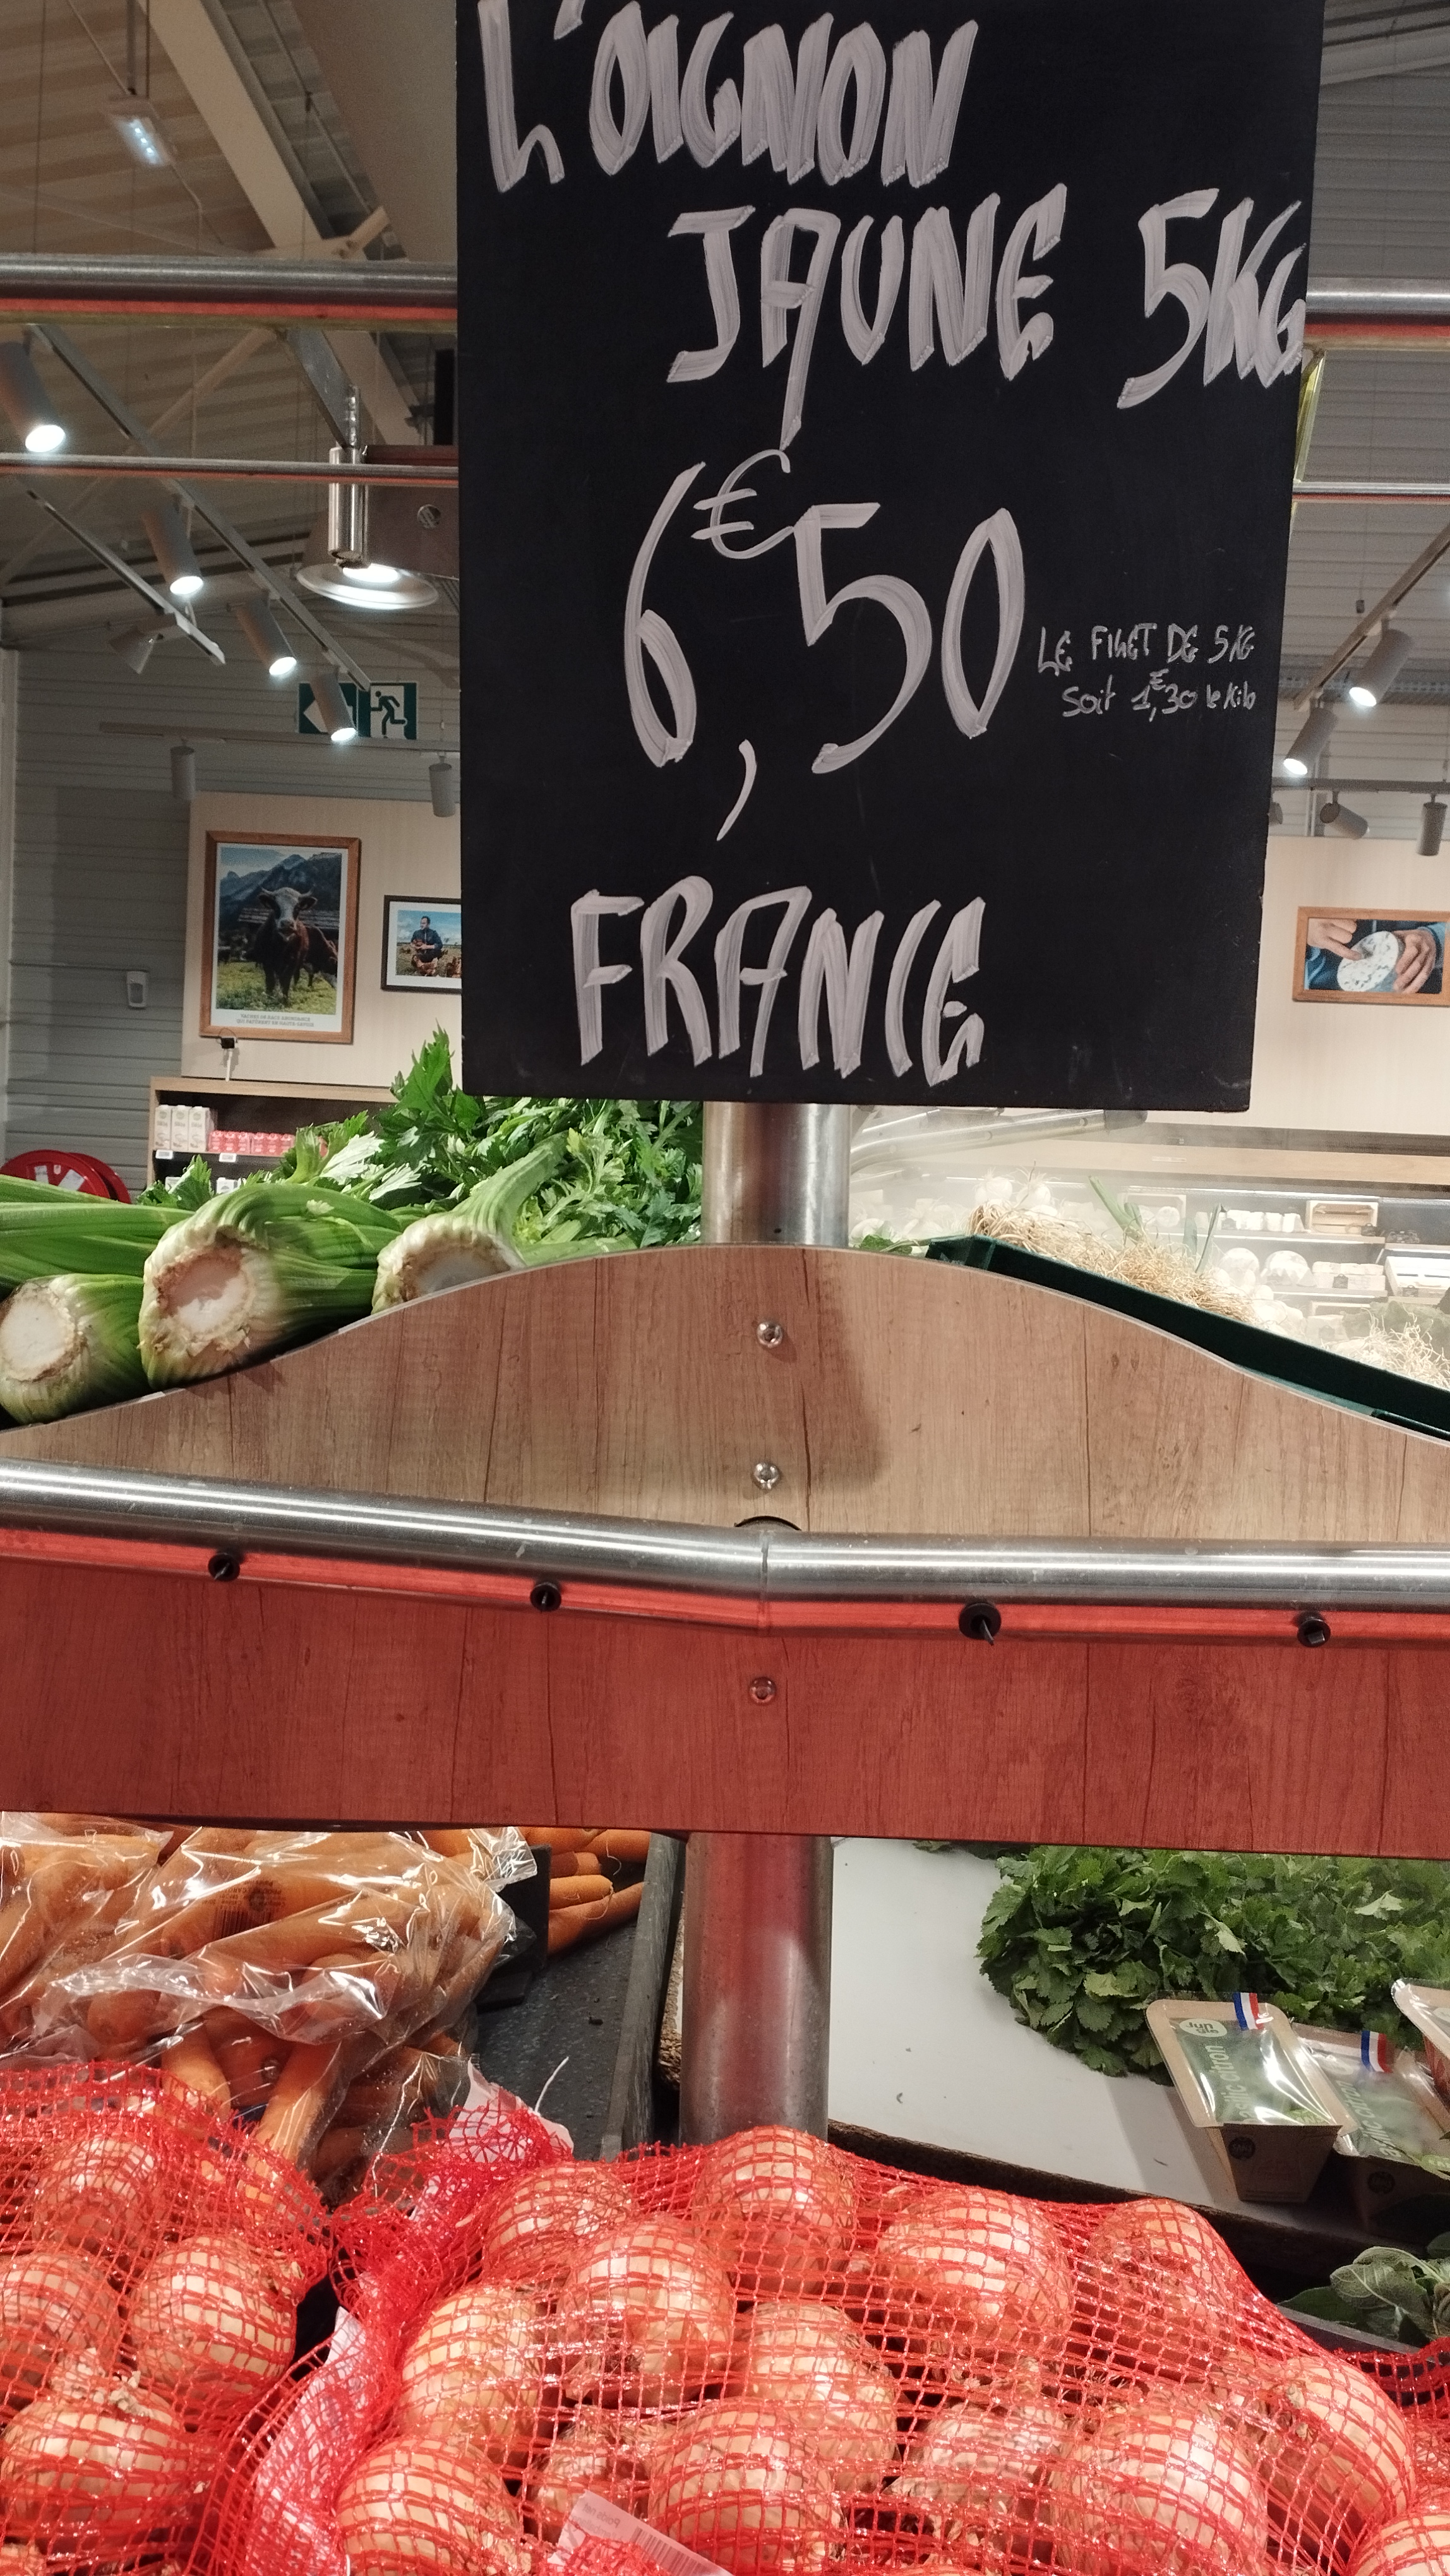 L'OIGNON
JAUNE 5KG
6€,50
LE FILET DE 5KG
Soit 1€,30 le kilo
FRANCE